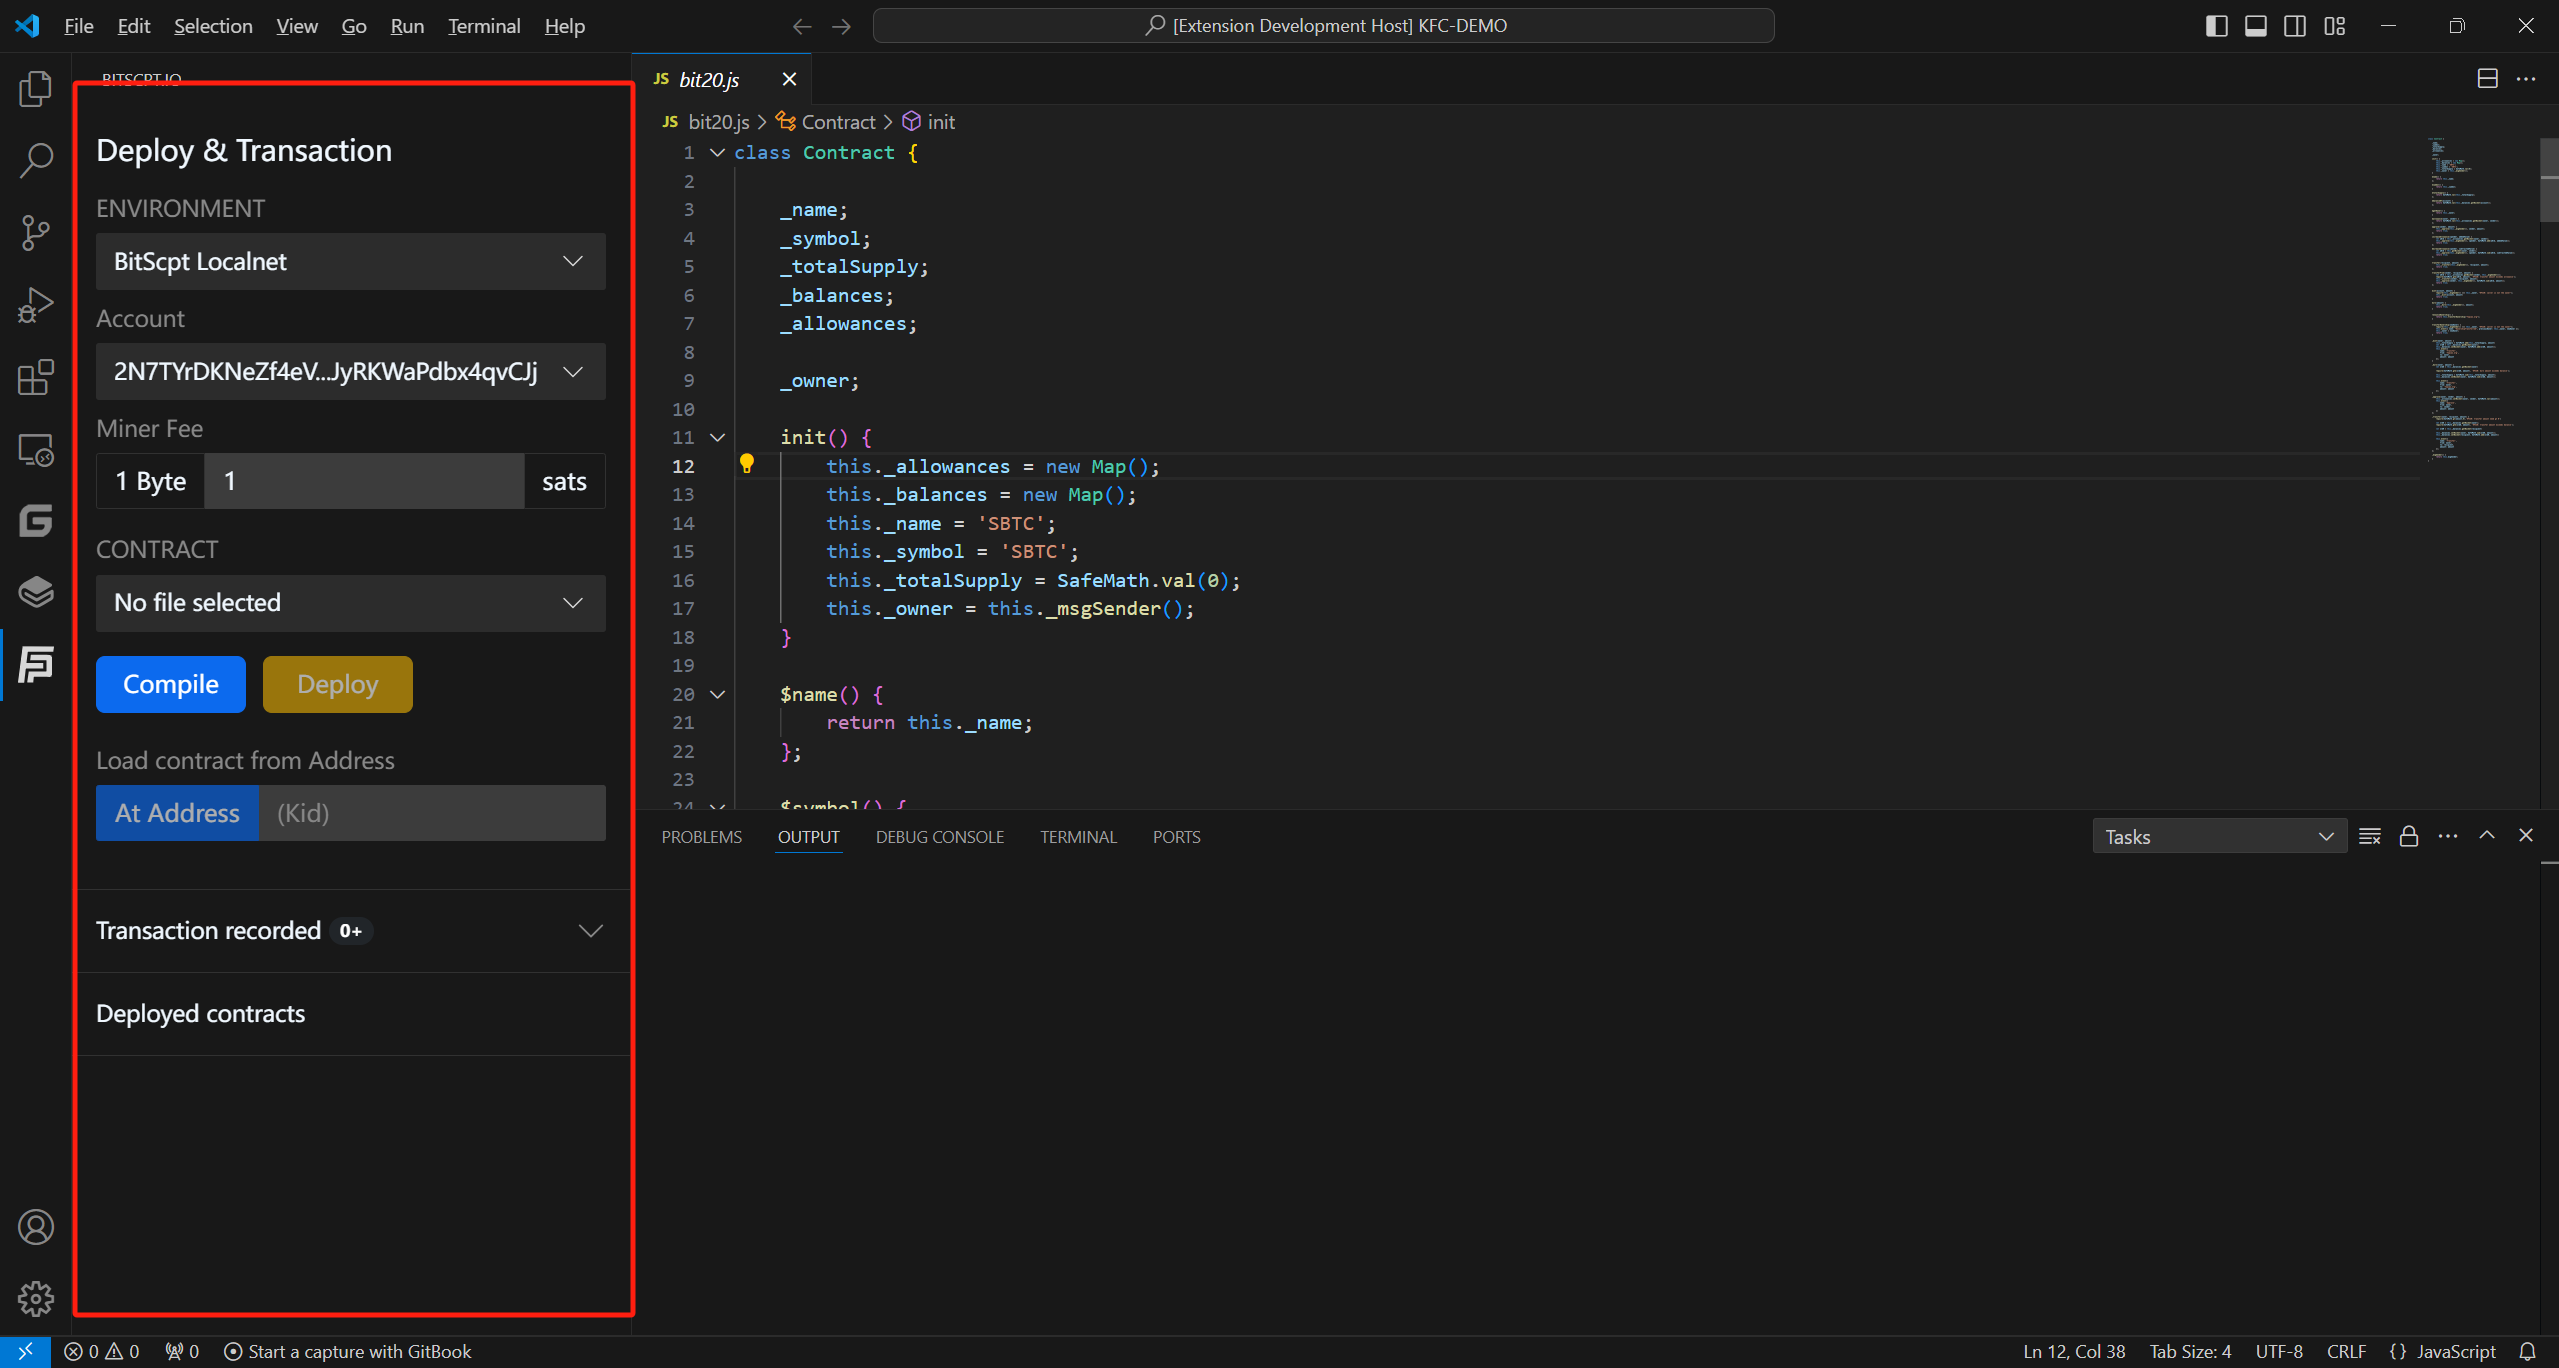 File Edit Selection View Go Run Terminal Help
[Extension Development Host] KFC-DEMO
BITSCPT.IO
Deploy & Transaction
ENVIRONMENT
BitScpt Localnet
Account
2N7TYrDKNeZf4eV...JyRKWaPdbx4qvCJj
Miner Fee
1 Byte 1 sats
CONTRACT
No file selected
Compile Deploy
Load contract from Address
At Address (Kid)
Transaction recorded 0+
Deployed contracts
JS bit20.js
JS bit20.js > Contract > init
1 class Contract {
2
3 _name;
4 _symbol;
5 _totalSupply;
6 _balances;
7 _allowances;
8
9 _owner;
10
11 init() {
12 this._allowances = new Map();
13 this._balances = new Map();
14 this._name = 'SBTC';
15 this._symbol = 'SBTC';
16 this._totalSupply = SafeMath.val(0);
17 this._owner = this._msgSender();
18 }
19
20 $name() {
21 return this._name;
22 };
23
24 $symbol() {
PROBLEMS OUTPUT DEBUG CONSOLE TERMINAL PORTS
Tasks
0 0 0 Start a capture with GitBook
Ln 12, Col 38 Tab Size: 4 UTF-8 CRLF {} JavaScript